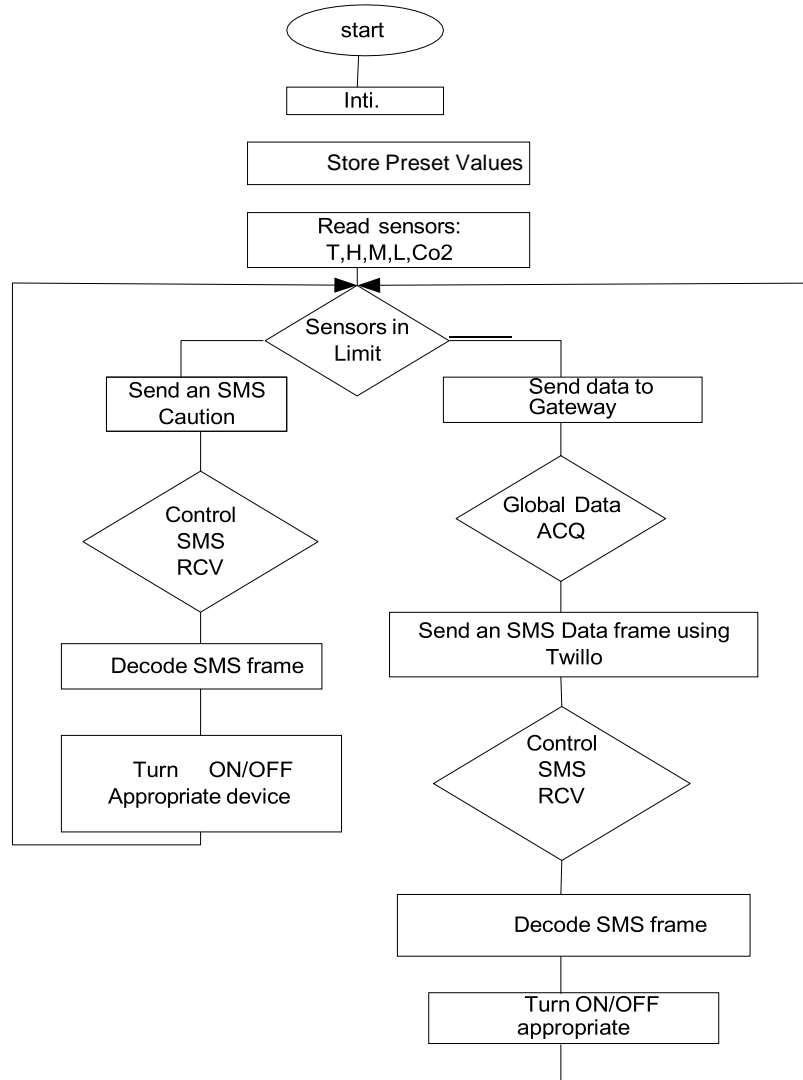 start
Inti.
Store Preset Values
Read sensors:
T,H,M,L,Co2
Sensors in
Limit
Send an SMS
Caution
Control
SMS
RCV
Decode SMS frame
Turn ON/OFF
Appropriate device
Send data to
Gateway
Global Data
ACQ
Send an SMS Data frame using
Twillo
Control
SMS
RCV
Decode SMS frame
Turn ON/OFF
appropriate